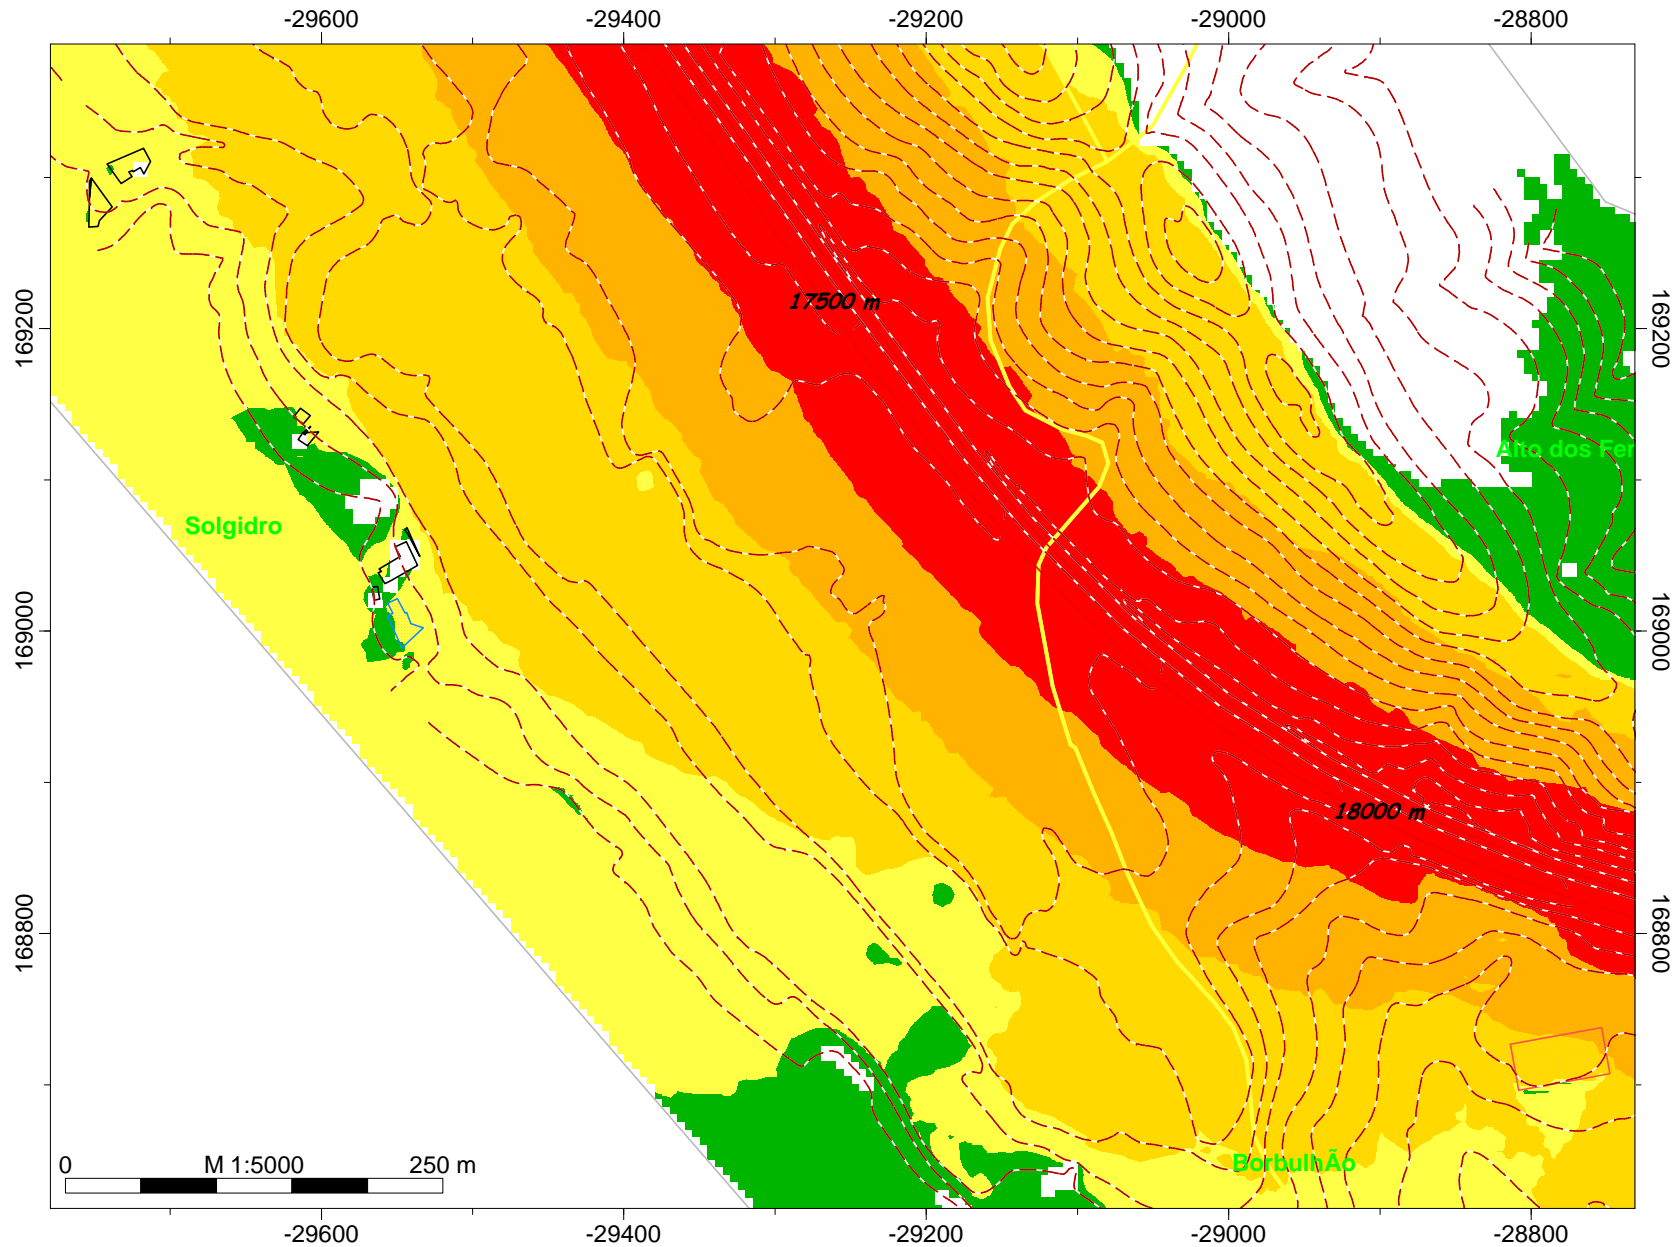 -29600 -29400 -29200 -29000 -28800
17500 m
169200 169200
Alto dos Fer
Solgidro
169000 169000
18000 m
168800 168800
BorbulhÃo
0 M 1:5000 250 m
-29600 -29400 -29200 -29000 -28800